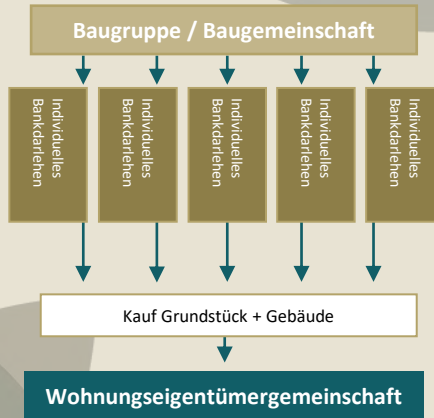 Baugruppe / Baugemeinschaft
Individuelles
Bankdarlehen
Individuelles
Bankdarlehen
Individuelles
Bankdarlehen
Individuelles
Bankdarlehen
Individuelles
Bankdarlehen
Kauf Grundstück + Gebäude
Wohnungseigentümergemeinschaft